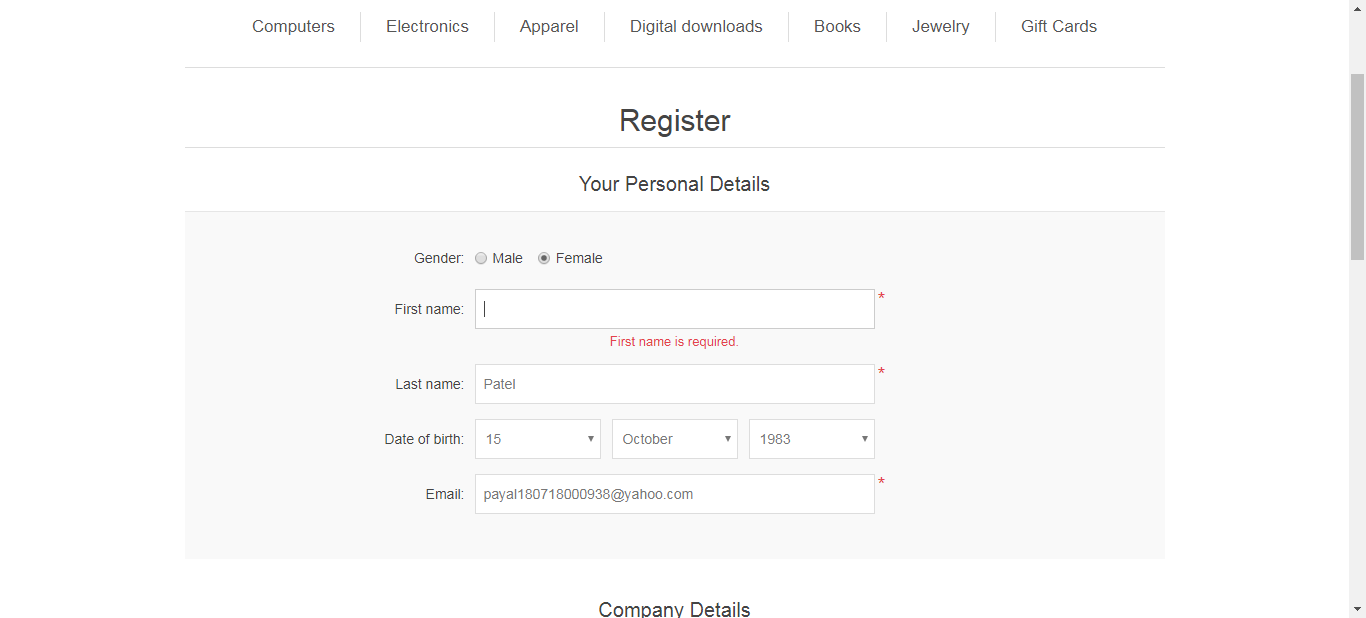 Computers Electronics Apparel Digital downloads Books Jewelry Gift Cards
Register
Your Personal Details
Gender: Male Female
First name: *
First name is required.
Last name: Patel *
Date of birth: 15 October 1983
Email: payal180718000938@yahoo.com *
Company Details